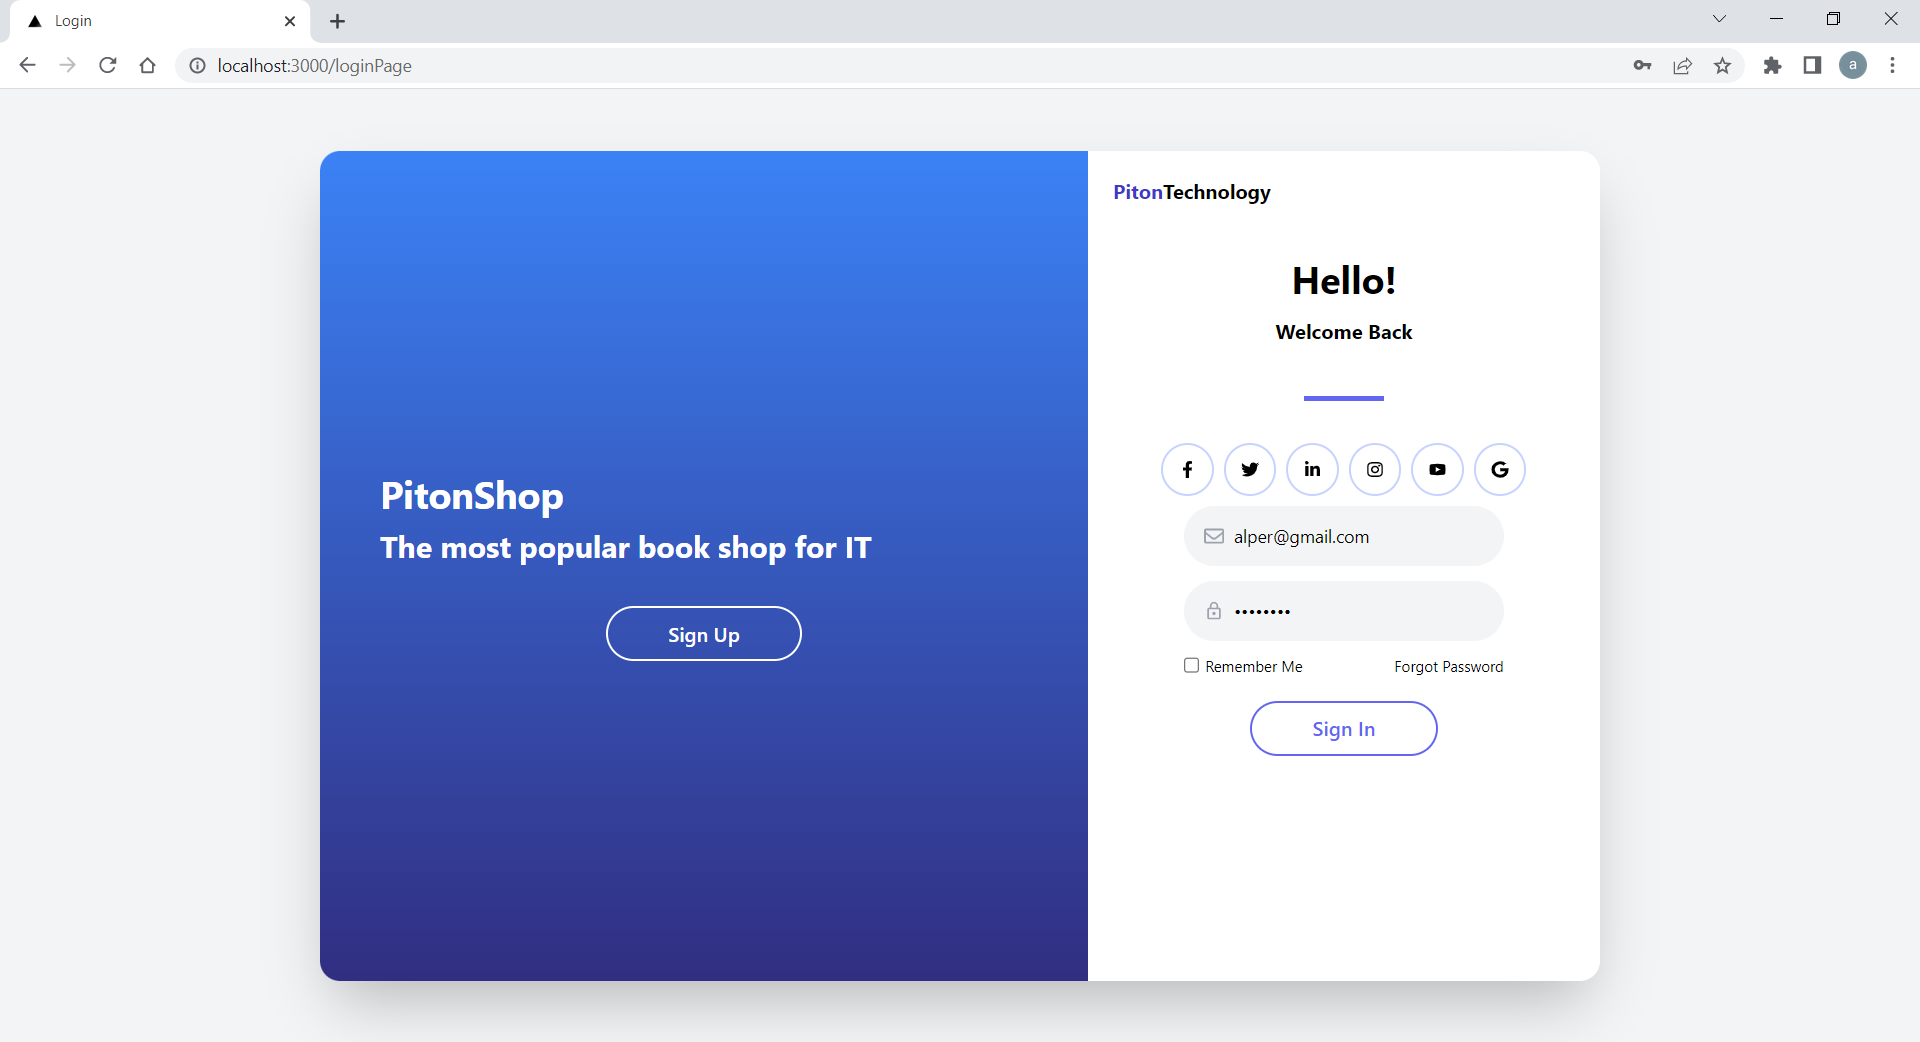 Login
localhost:3000/loginPage
a
PitonTechnology
Hello!
Welcome Back
PitonShop
The most popular book shop for IT
Sign Up
alper@gmail.com
••••••••
Remember Me
Forgot Password
Sign In